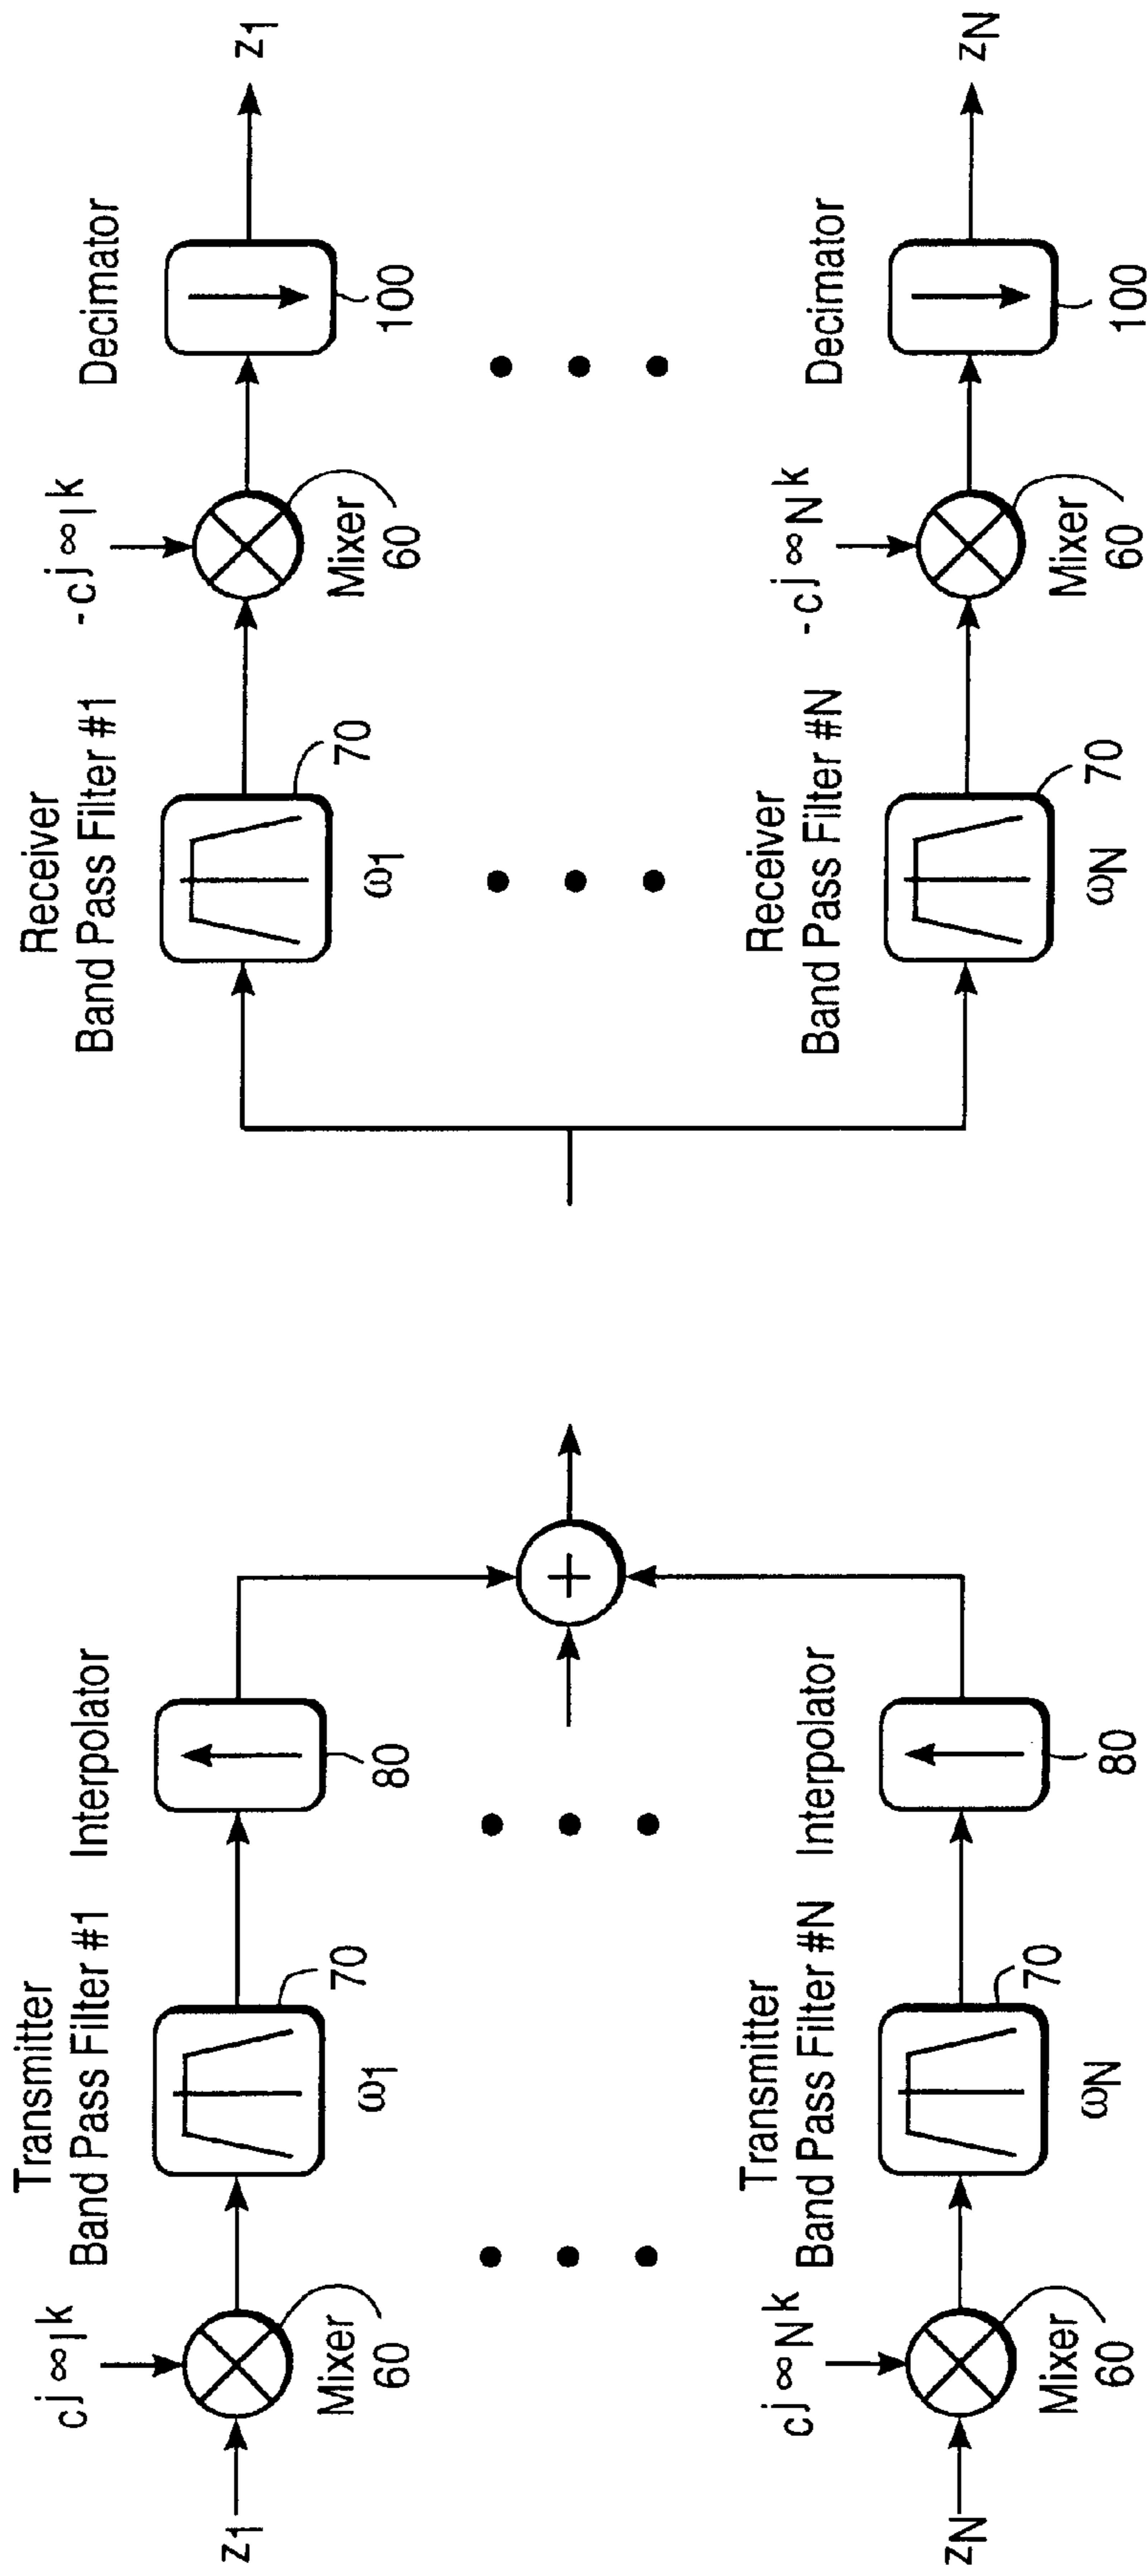 Transmitter
Band Pass Filter #1
Interpolator
cj∞1k
z1
Mixer
60
ω1
70
80
Transmitter
Band Pass Filter #N
Interpolator
cj∞Nk
zN
Mixer
60
ωN
70
80
+
Receiver
Band Pass Filter #1
Decimator
-cj∞1k
z1
70
ω1
Mixer
60
100
Receiver
Band Pass Filter #N
Decimator
-cj∞Nk
zN
70
ωN
Mixer
60
100